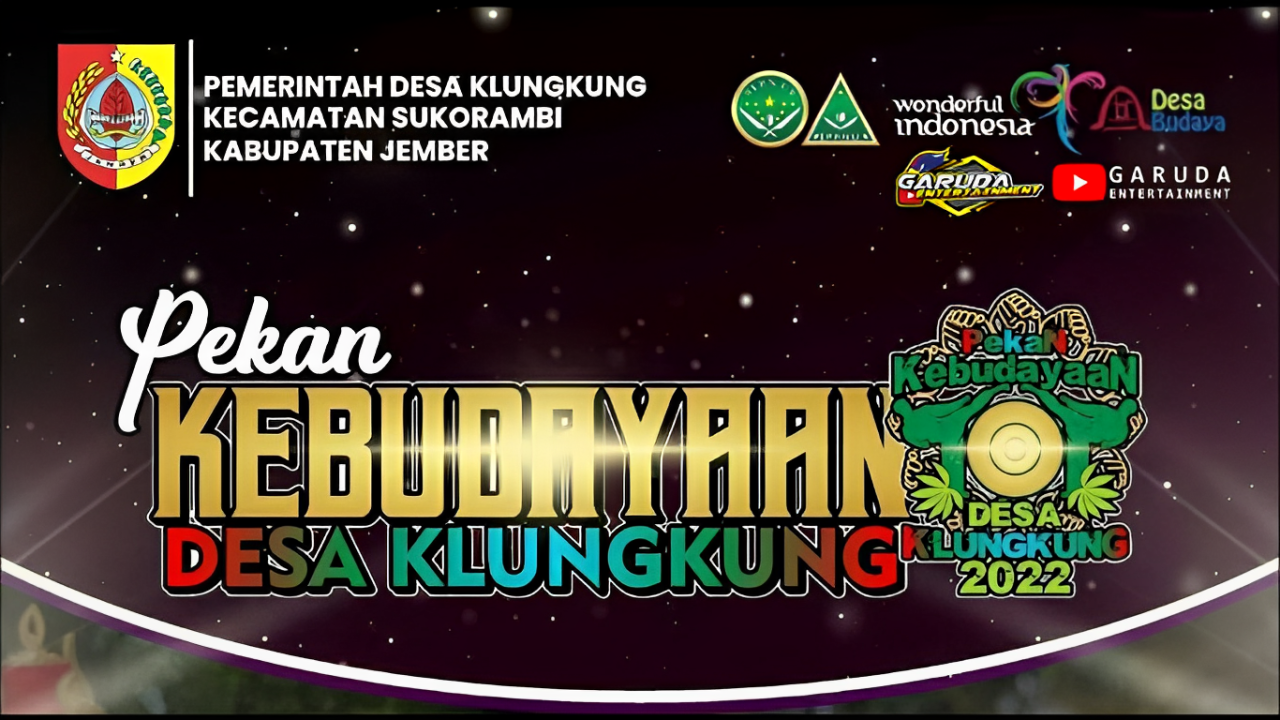 PEMERINTAH DESA KLUNGKUNG
KECAMATAN SUKORAMBI
KABUPATEN JEMBER
wonderful
indonesia
Desa
Budaya
GARUDA
ENTERTAINMENT
GARUDA
ENTERTAINMENT
Pekan
KEBUDAYAAN
DESA KLUNGKUNG
PekaN
KebudayaaN
DESA
KLUNGKUNG
2022